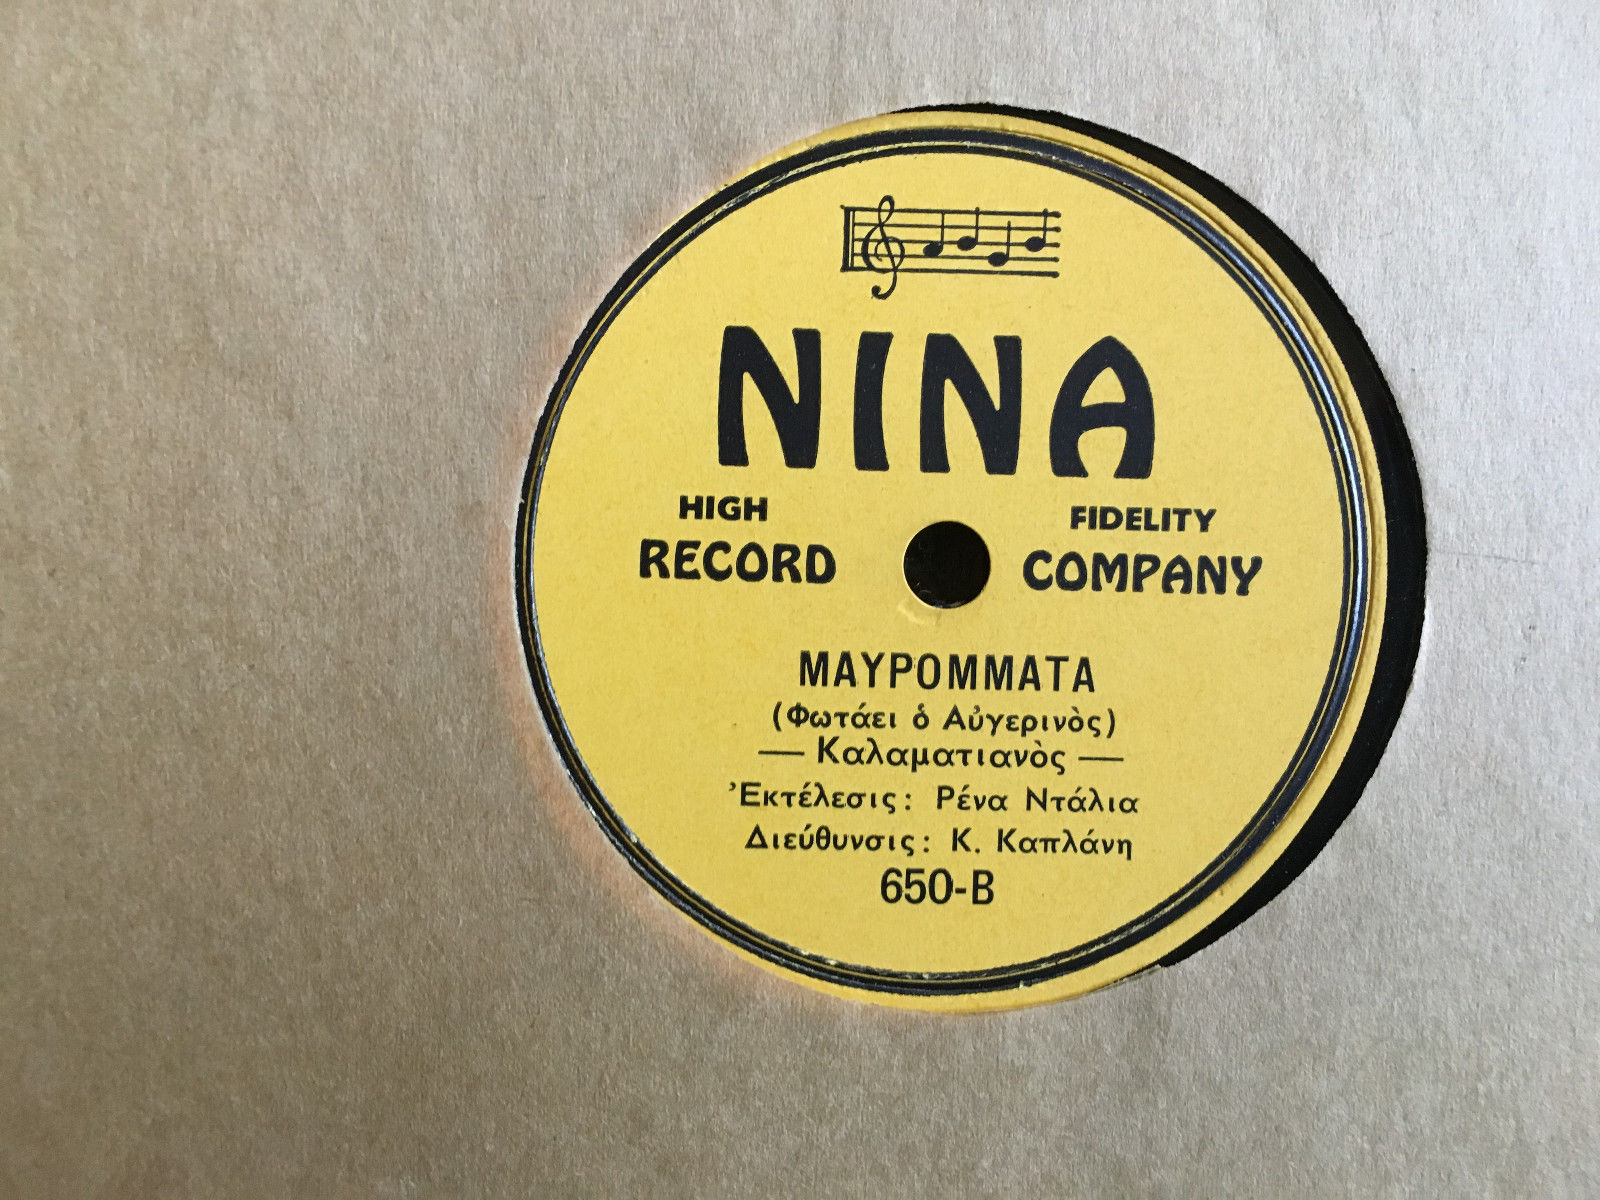 NINA
HIGH FIDELITY
RECORD COMPANY
ΜΑΥΡΟΜΜΑΤΑ
(Φωτάει ὁ Αὐγερινὸς)
— Καλαματιανὸς —
Ἐκτέλεσις: Ρένα Ντάλια
Διεύθυνσις: Κ. Καπλάνη
650-B